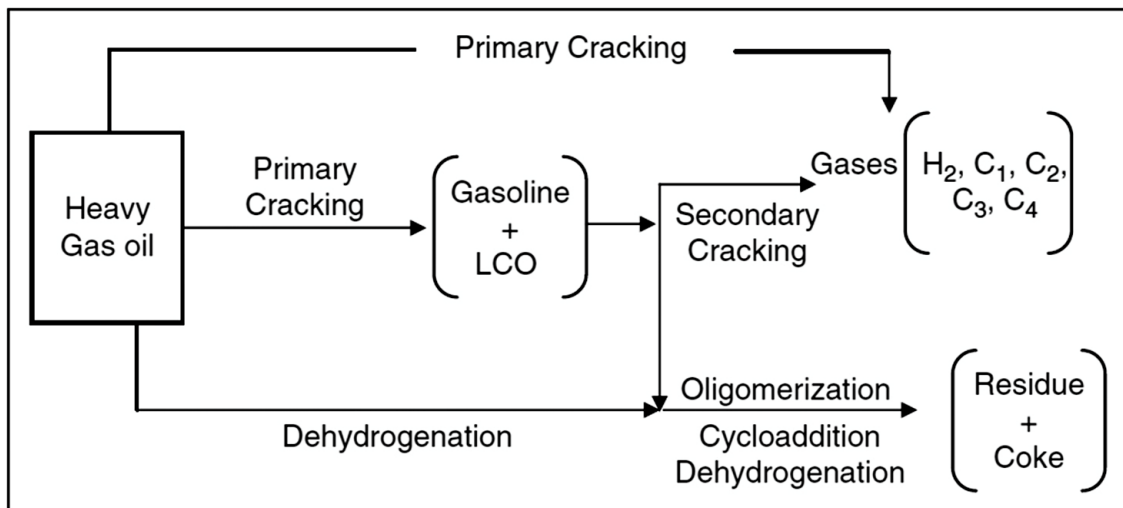 Primary Cracking
Heavy
Gas oil
Primary
Cracking
Gasoline
+
LCO
Secondary
Cracking
Gases
H₂, C₁, C₂,
C₃, C₄
Dehydrogenation
Oligomerization
Cycloaddition
Dehydrogenation
Residue
+
Coke